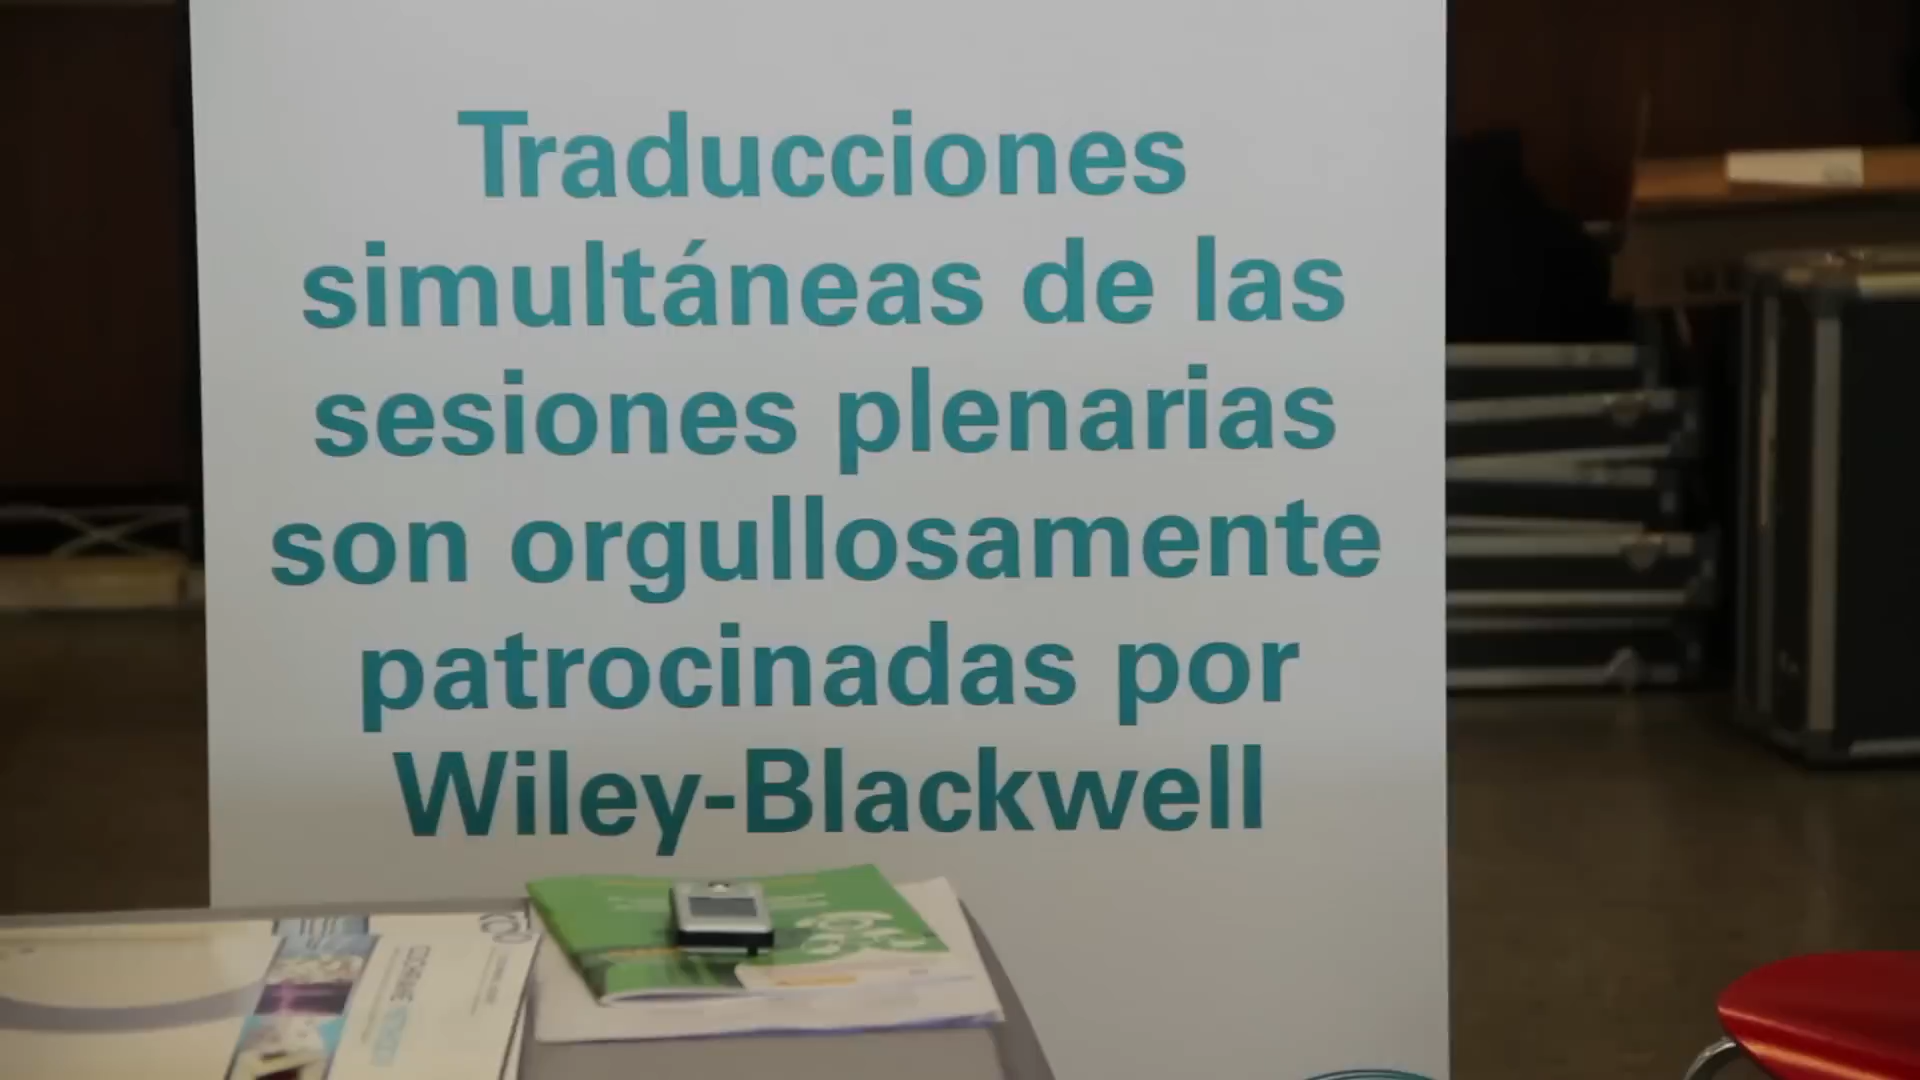 Traducciones
simultáneas de las
sesiones plenarias
son orgullosamente
patrocinadas por
Wiley-Blackwell